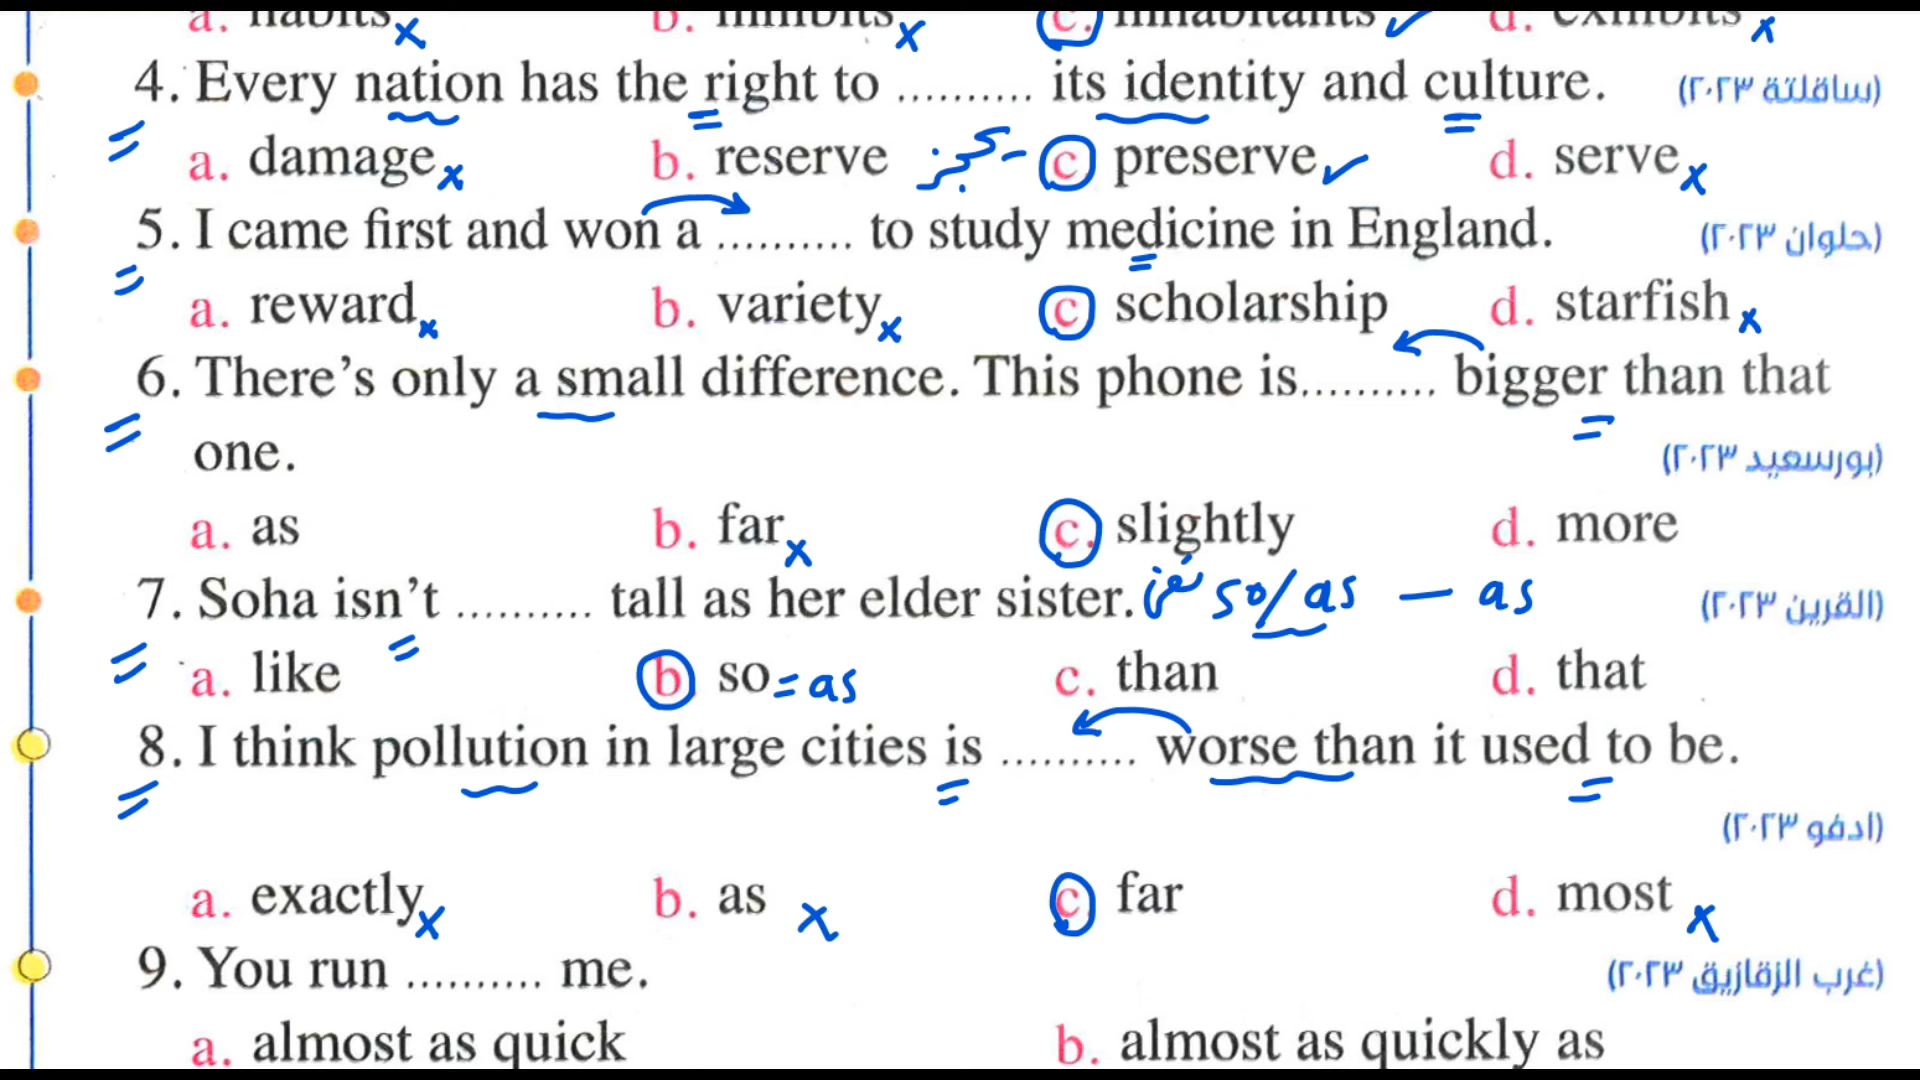 a. habits x b. inhibits x c. inhabitants ✓ d. exhibits x
4. Every nation has the right to .......... its identity and culture. (ساقلتة ٢٠٢٣)
a. damage x b. reserve يحجز - c preserve ✓ d. serve x
5. I came first and won a .......... to study medicine in England. (حلوان ٢٠٢٣)
a. reward x b. variety x c scholarship d. starfish x
6. There's only a small difference. This phone is.......... bigger than that
one. (بورسعيد ٢٠٢٣)
a. as b. far x c. slightly d. more
7. Soha isn't .......... tall as her elder sister. نفي so/as — as (القرين ٢٠٢٣)
a. like b so = as c. than d. that
8. I think pollution in large cities is .......... worse than it used to be.
(ادفو ٢٠٢٣)
a. exactly x b. as x c far d. most x
9. You run .......... me. (غرب الزقازيق ٢٠٢٣)
a. almost as quick b. almost as quickly as